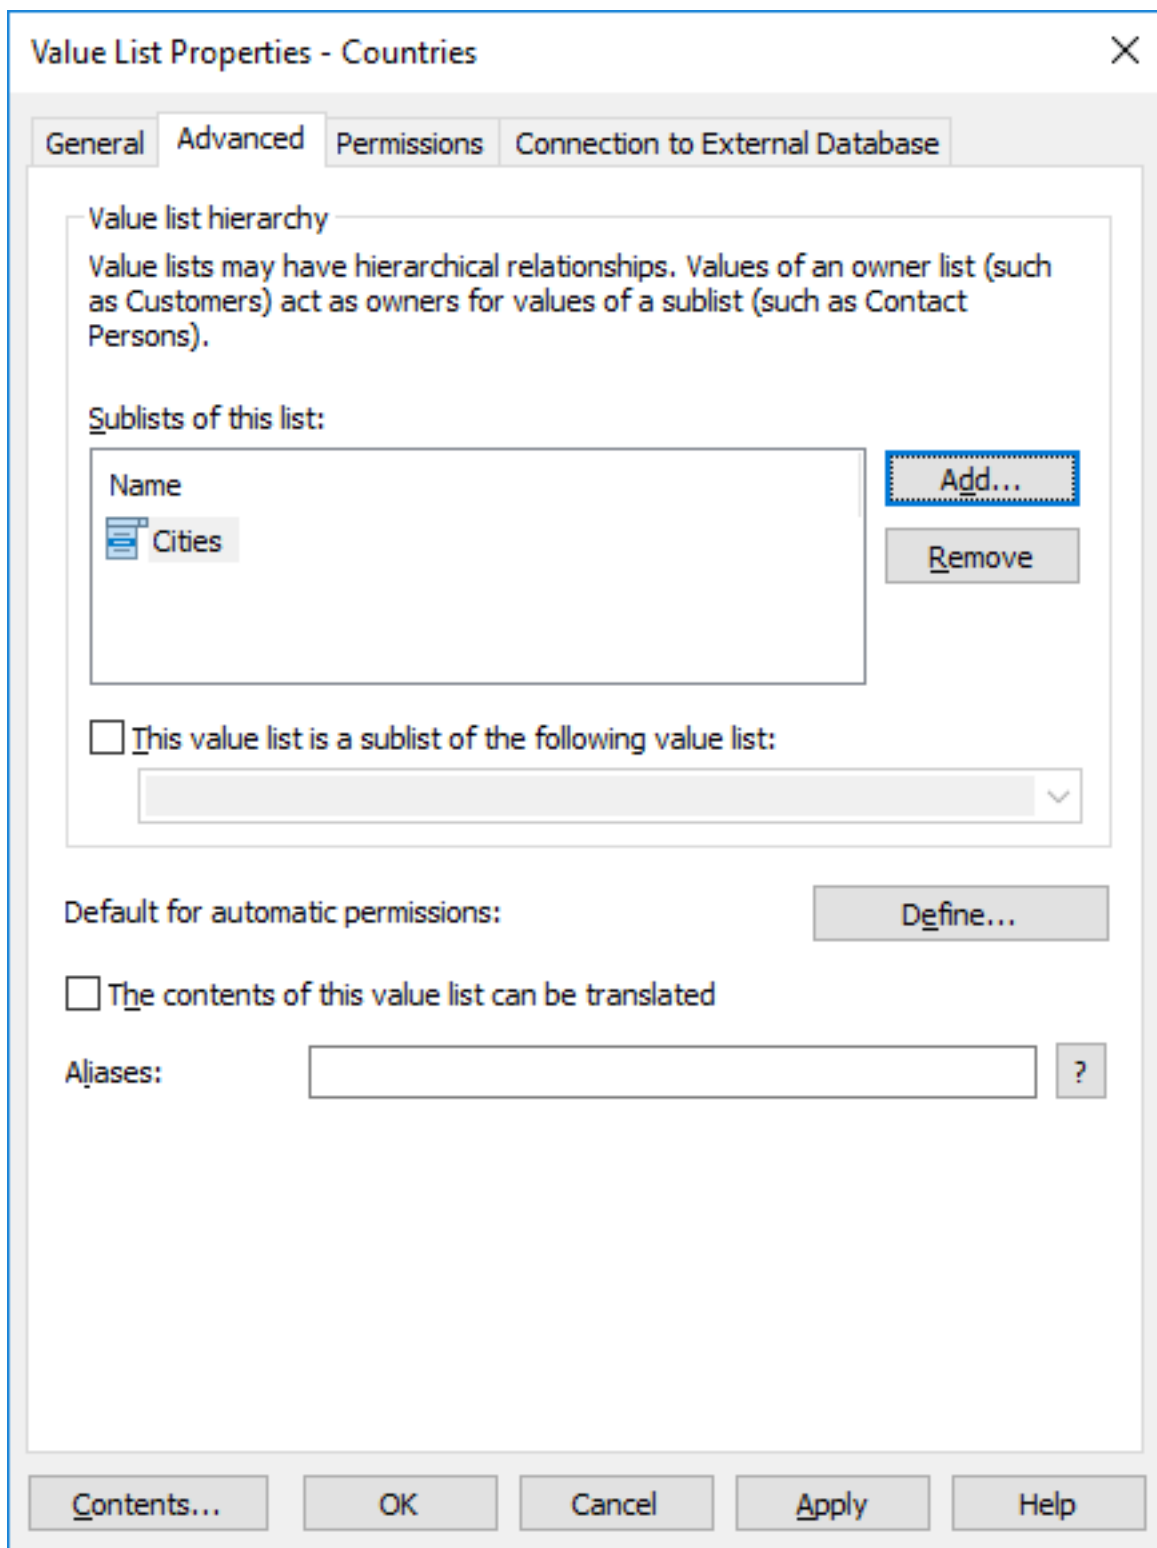 Value List Properties - Countries
General
Advanced
Permissions
Connection to External Database
Value list hierarchy
Value lists may have hierarchical relationships. Values of an owner list (such
as Customers) act as owners for values of a sublist (such as Contact
Persons).
Sublists of this list:
Name
Add...
Cities
Remove
This value list is a sublist of the following value list:
Default for automatic permissions:
Define...
The contents of this value list can be translated
Aliases:
?
Contents...
OK
Cancel
Apply
Help